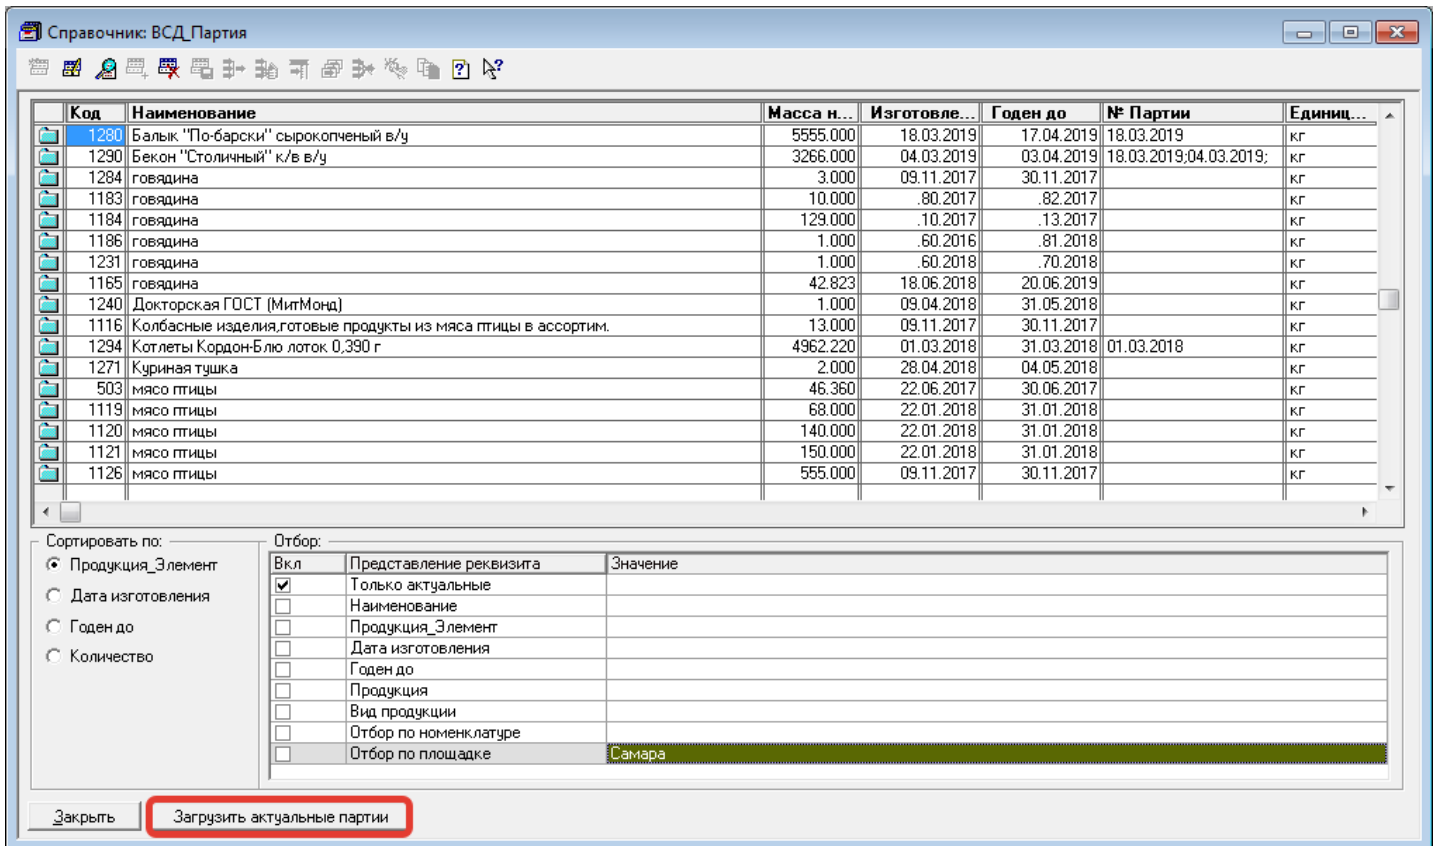 Справочник: ВСД_Партия
Код Наименование Масса н... Изготовле... Годен до № Партии Единиц...
1280 Балык "По-барски" сырокопченый в/у 5555.000 18.03.2019 17.04.2019 18.03.2019 кг
1290 Бекон "Столичный" к/в в/у 3266.000 04.03.2019 03.04.2019 18.03.2019;04.03.2019; кг
1284 говядина 3.000 09.11.2017 30.11.2017 кг
1183 говядина 10.000 .80.2017 .82.2017 кг
1184 говядина 129.000 .10.2017 .13.2017 кг
1186 говядина 1.000 .60.2016 .81.2018 кг
1231 говядина 1.000 .60.2018 .70.2018 кг
1165 говядина 42.823 18.06.2018 20.06.2019 кг
1240 Докторская ГОСТ (МитМонд) 1.000 09.04.2018 31.05.2018 кг
1116 Колбасные изделия,готовые продукты из мяса птицы в ассортим. 13.000 09.11.2017 30.11.2017 кг
1294 Котлеты Кордон-Блю лоток 0,390 г 4962.220 01.03.2018 31.03.2018 01.03.2018 кг
1271 Куриная тушка 2.000 28.04.2018 04.05.2018 кг
503 мясо птицы 46.360 22.06.2017 30.06.2017 кг
1119 мясо птицы 68.000 22.01.2018 31.01.2018 кг
1120 мясо птицы 140.000 22.01.2018 31.01.2018 кг
1121 мясо птицы 150.000 22.01.2018 31.01.2018 кг
1126 мясо птицы 555.000 09.11.2017 30.11.2017 кг
Сортировать по:
Продукция_Элемент
Дата изготовления
Годен до
Количество
Отбор:
Вкл Представление реквизита Значение
Только актуальные
Наименование
Продукция_Элемент
Дата изготовления
Годен до
Продукция
Вид продукции
Отбор по номенклатуре
Отбор по площадке Самара
Закрыть Загрузить актуальные партии